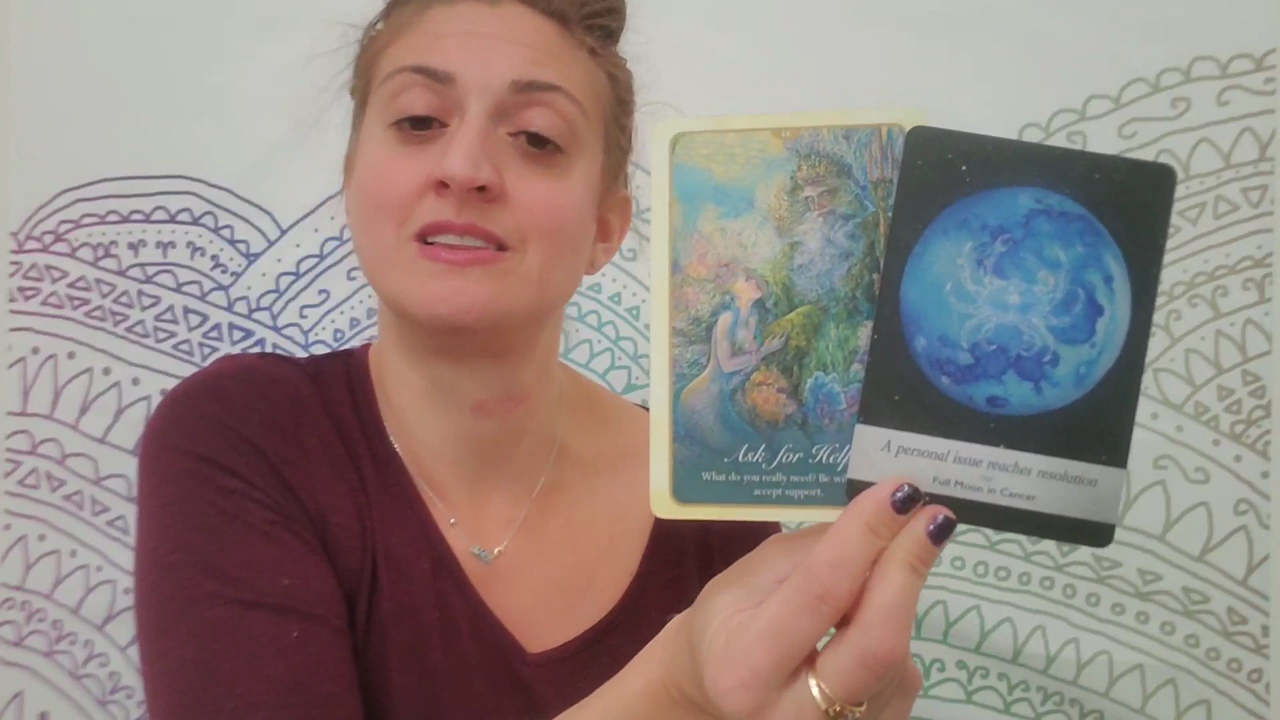 Ask for Help
What do you really need? Be wi
accept support.
A personal issue reaches resolution
Full Moon in Cancer